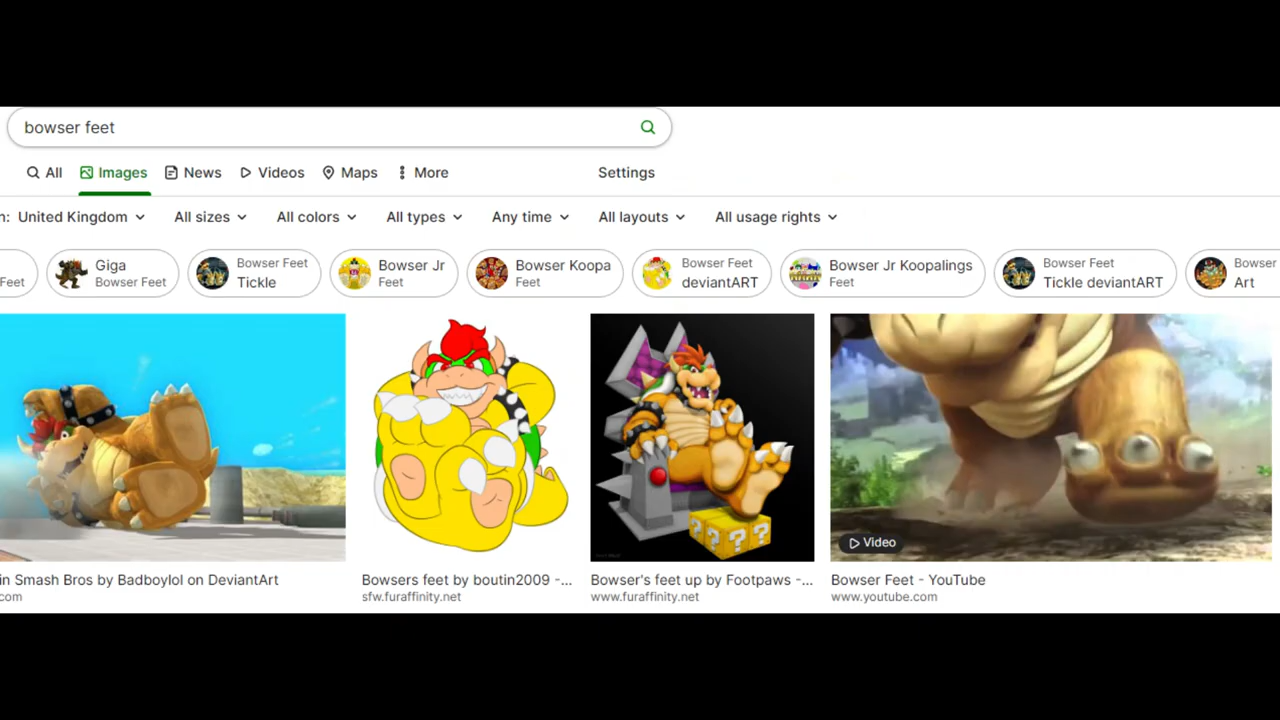 bowser feet
All Images News Videos Maps More Settings
n: United Kingdom All sizes All colors All types Any time All layouts All usage rights
Feet
Giga
Bowser Feet
Bowser Feet
Tickle
Bowser Jr
Feet
Bowser Koopa
Feet
Bowser Feet
deviantART
Bowser Jr Koopalings
Feet
Bowser Feet
Tickle deviantART
Bowser
Art
? ? ?
Video
in Smash Bros by Badboylol on DeviantArt
com
Bowsers feet by boutin2009 -...
sfw.furaffinity.net
Bowser's feet up by Footpaws -...
www.furaffinity.net
Bowser Feet - YouTube
www.youtube.com